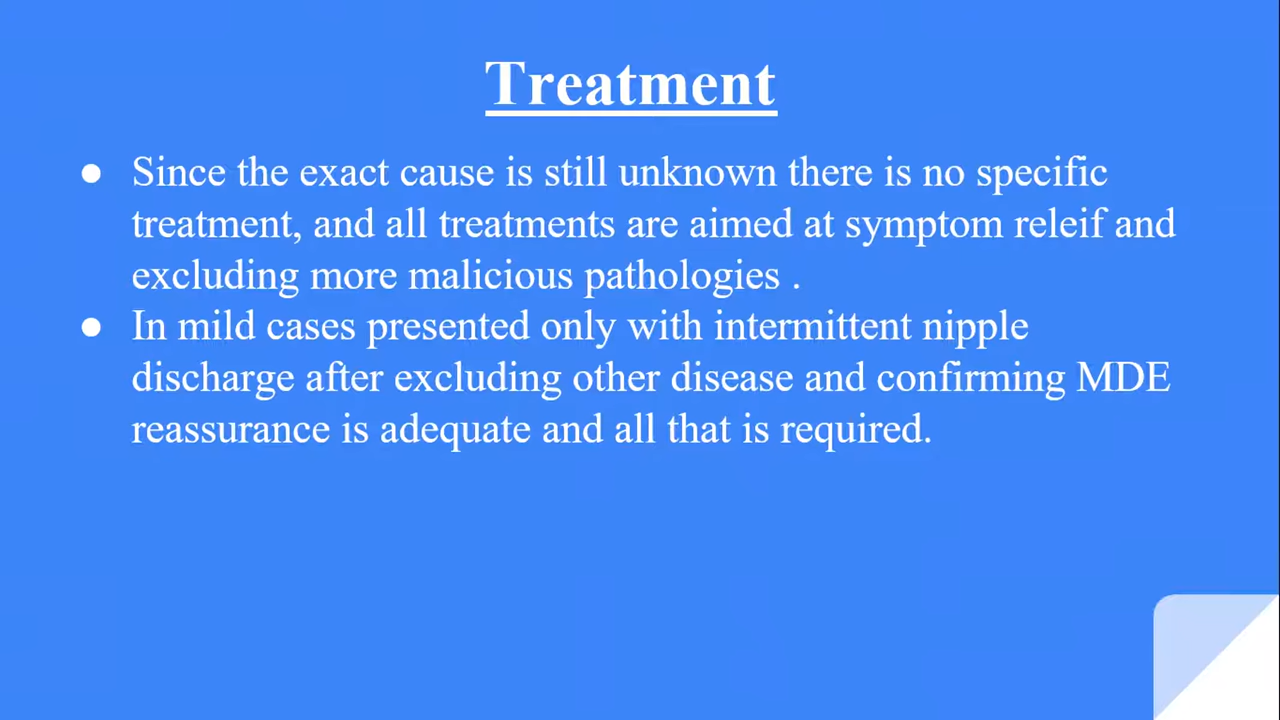 Treatment
● Since the exact cause is still unknown there is no specific
treatment, and all treatments are aimed at symptom releif and
excluding more malicious pathologies .
● In mild cases presented only with intermittent nipple
discharge after excluding other disease and confirming MDE
reassurance is adequate and all that is required.